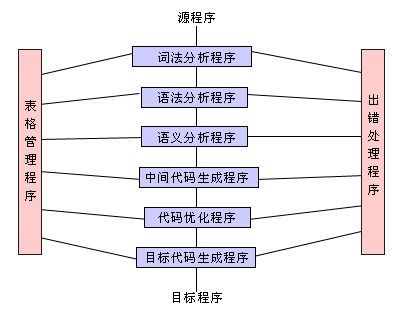 源程序
词法分析程序
语法分析程序
语义分析程序
中间代码生成程序
代码优化程序
目标代码生成程序
目标程序
表格管理程序
出错处理程序